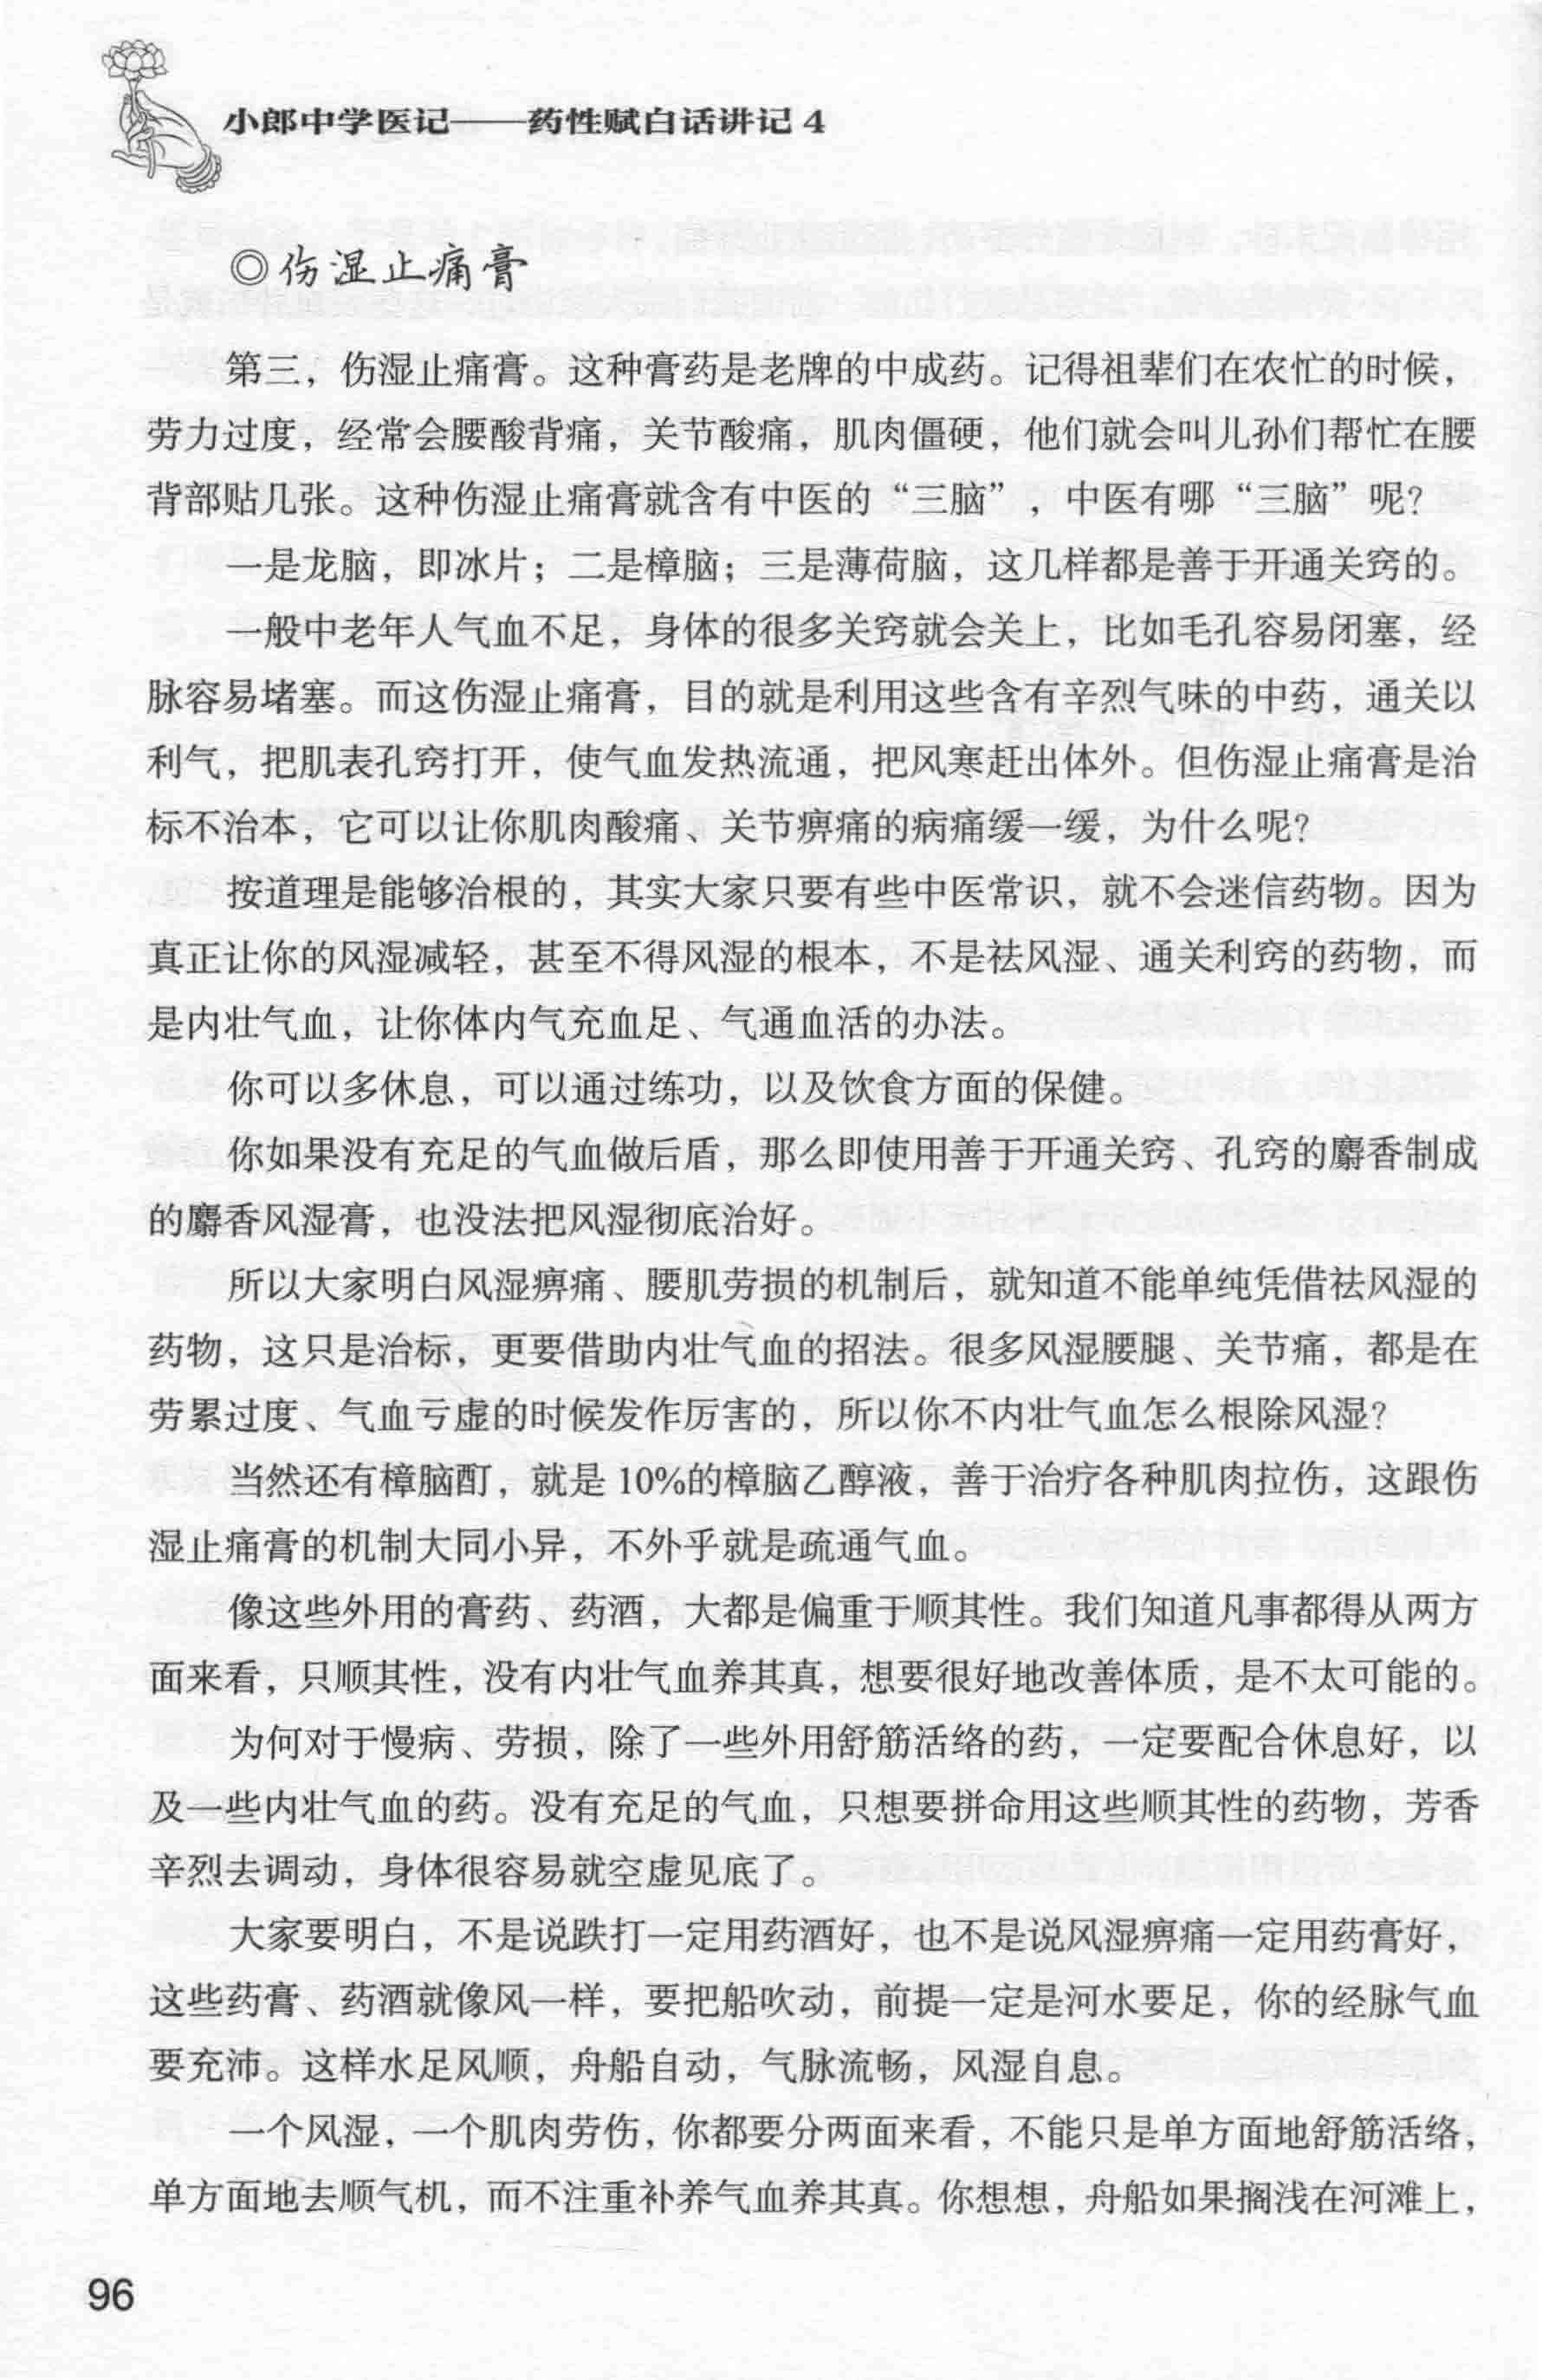 小郎中学医记——药性赋白话讲记4
◎伤湿止痛膏
第三，伤湿止痛膏。这种膏药是老牌的中成药。记得祖辈们在农忙的时候，
劳力过度，经常会腰酸背痛，关节酸痛，肌肉僵硬，他们就会叫儿孙们帮忙在腰
背部贴几张。这种伤湿止痛膏就含有中医的“三脑”，中医有哪“三脑”呢？
一是龙脑，即冰片；二是樟脑；三是薄荷脑，这几样都是善于开通关窍的。
一般中老年人气血不足，身体的很多关窍就会关上，比如毛孔容易闭塞，经
脉容易堵塞。而这伤湿止痛膏，目的就是利用这些含有辛烈气味的中药，通关以
利气，把肌表孔窍打开，使气血发热流通，把风寒赶出体外。但伤湿止痛膏是治
标不治本，它可以让你肌肉酸痛、关节痹痛的病痛缓一缓，为什么呢？
按道理是能够治根的，其实大家只要有些中医常识，就不会迷信药物。因为
真正让你的风湿减轻，甚至不得风湿的根本，不是祛风湿、通关利窍的药物，而
是内壮气血，让你体内气充血足、气通血活的办法。
你可以多休息，可以通过练功，以及饮食方面的保健。
你如果没有充足的气血做后盾，那么即使用善于开通关窍、孔窍的麝香制成
的麝香风湿膏，也没法把风湿彻底治好。
所以大家明白风湿痹痛、腰肌劳损的机制后，就知道不能单纯凭借祛风湿的
药物，这只是治标，更要借助内壮气血的招法。很多风湿腰腿、关节痛，都是在
劳累过度、气血亏虚的时候发作厉害的，所以你不内壮气血怎么根除风湿？
当然还有樟脑酊，就是10%的樟脑乙醇液，善于治疗各种肌肉拉伤，这跟伤
湿止痛膏的机制大同小异，不外乎就是疏通气血。
像这些外用的膏药、药酒，大都是偏重于顺其性。我们知道凡事都得从两方
面来看，只顺其性，没有内壮气血养其真，想要很好地改善体质，是不太可能的。
为何对于慢病、劳损，除了一些外用舒筋活络的药，一定要配合休息好，以
及一些内壮气血的药。没有充足的气血，只想要拼命用这些顺其性的药物，芳香
辛烈去调动，身体很容易就空虚见底了。
大家要明白，不是说跌打一定用药酒好，也不是说风湿痹痛一定用药膏好，
这些药膏、药酒就像风一样，要把船吹动，前提一定是河水要足，你的经脉气血
要充沛。这样水足风顺，舟船自动，气脉流畅，风湿自息。
一个风湿，一个肌肉劳伤，你都要分两面来看，不能只是单方面地舒筋活络，
单方面地去顺气机，而不注重补养气血养其真。你想想，舟船如果搁浅在河滩上，
96